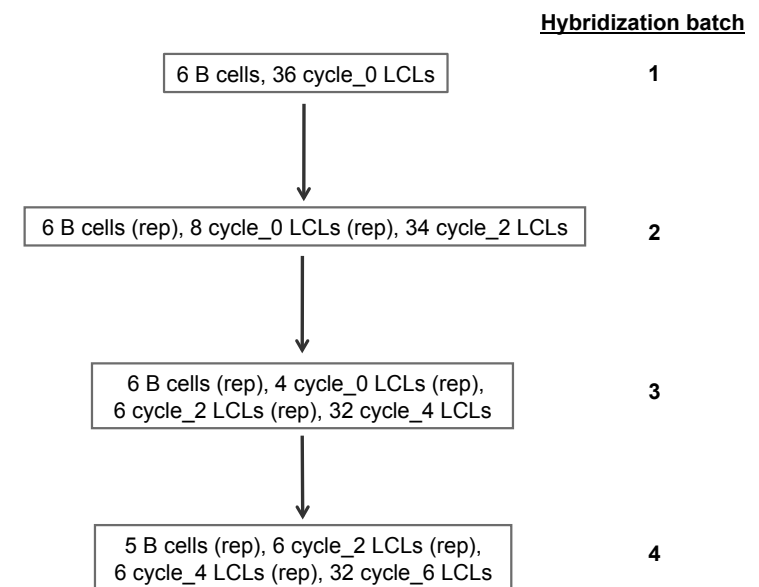 Hybridization batch
6 B cells, 36 cycle_0 LCLs
1
6 B cells (rep), 8 cycle_0 LCLs (rep), 34 cycle_2 LCLs
2
6 B cells (rep), 4 cycle_0 LCLs (rep),
6 cycle_2 LCLs (rep), 32 cycle_4 LCLs
3
5 B cells (rep), 6 cycle_2 LCLs (rep),
6 cycle_4 LCLs (rep), 32 cycle_6 LCLs
4